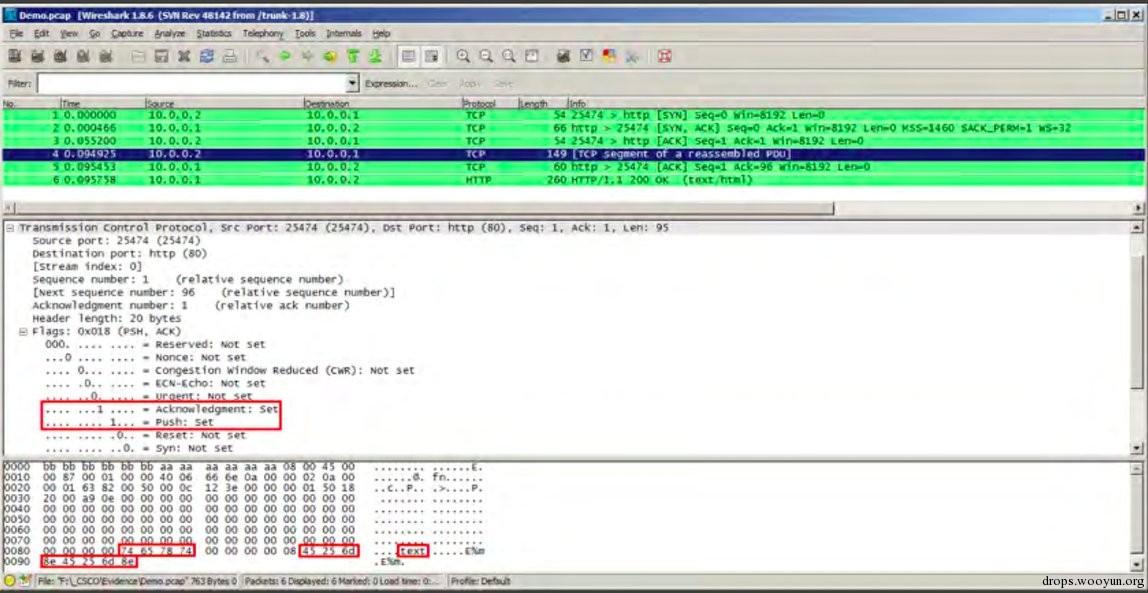 Demo.pcap [Wireshark 1.8.6 (SVN Rev 48142 from /trunk-1.8)]
File Edit View Go Capture Analyze Statistics Telephony Tools Internals Help
Filter: Expression... Clear Apply Save
No. Time Source Destination Protocol Length Info
1 0.000000 10.0.0.2 10.0.0.1 TCP 54 25474 > http [SYN] Seq=0 Win=8192 Len=0
2 0.000466 10.0.0.1 10.0.0.2 TCP 66 http > 25474 [SYN, ACK] Seq=0 Ack=1 Win=8192 Len=0 MSS=1460 SACK_PERM=1 WS=32
3 0.055200 10.0.0.2 10.0.0.1 TCP 54 25474 > http [ACK] Seq=1 Ack=1 Win=8192 Len=0
4 0.094925 10.0.0.2 10.0.0.1 TCP 149 [TCP segment of a reassembled PDU]
5 0.095453 10.0.0.1 10.0.0.2 TCP 60 http > 25474 [ACK] Seq=1 Ack=96 Win=8192 Len=0
6 0.095758 10.0.0.1 10.0.0.2 HTTP 260 HTTP/1.1 200 OK (text/html)
Transmission Control Protocol, Src Port: 25474 (25474), Dst Port: http (80), Seq: 1, Ack: 1, Len: 95
Source port: 25474 (25474)
Destination port: http (80)
[Stream index: 0]
Sequence number: 1 (relative sequence number)
[Next sequence number: 96 (relative sequence number)]
Acknowledgment number: 1 (relative ack number)
Header length: 20 bytes
Flags: 0x018 (PSH, ACK)
000. .... .... = Reserved: Not set
...0 .... .... = Nonce: Not set
.... 0... .... = Congestion Window Reduced (CWR): Not set
.... .0.. .... = ECN-Echo: Not set
.... ..0. .... = Urgent: Not set
.... ...1 .... = Acknowledgment: Set
.... .... 1... = Push: Set
.... .... .0.. = Reset: Not set
.... .... ..0. = Syn: Not set
0000 bb bb bb bb bb bb aa aa aa aa aa aa 08 00 45 00 ........ ......E.
0010 00 87 00 01 00 00 40 06 66 6e 0a 00 00 02 0a 00 ......@. fn......
0020 00 01 63 82 00 50 00 0c 12 3e 00 00 00 01 50 18 ..c..P.. .>....P.
0030 20 00 a9 0e 00 00 00 00 00 00 00 00 00 00 00 00 ........ ........
0040 00 00 00 00 00 00 00 00 00 00 00 00 00 00 00 00 ........ ........
0050 00 00 00 00 00 00 00 00 00 00 00 00 00 00 00 00 ........ ........
0060 00 00 00 00 00 00 00 00 00 00 00 00 00 00 00 00 ........ ........
0070 00 00 00 00 00 00 00 00 00 00 00 00 00 00 00 00 ........ ........
0080 00 00 00 00 74 65 78 74 00 00 00 00 08 45 25 6d ....text .....E%m
0090 8e 45 25 6d 8e .E%m.
File: "F:\_CSCO\Evidence\Demo.pcap" 763 Bytes 0 Packets: 6 Displayed: 6 Marked: 0 Load time: 0:... Profile: Default
drops.wooyun.org